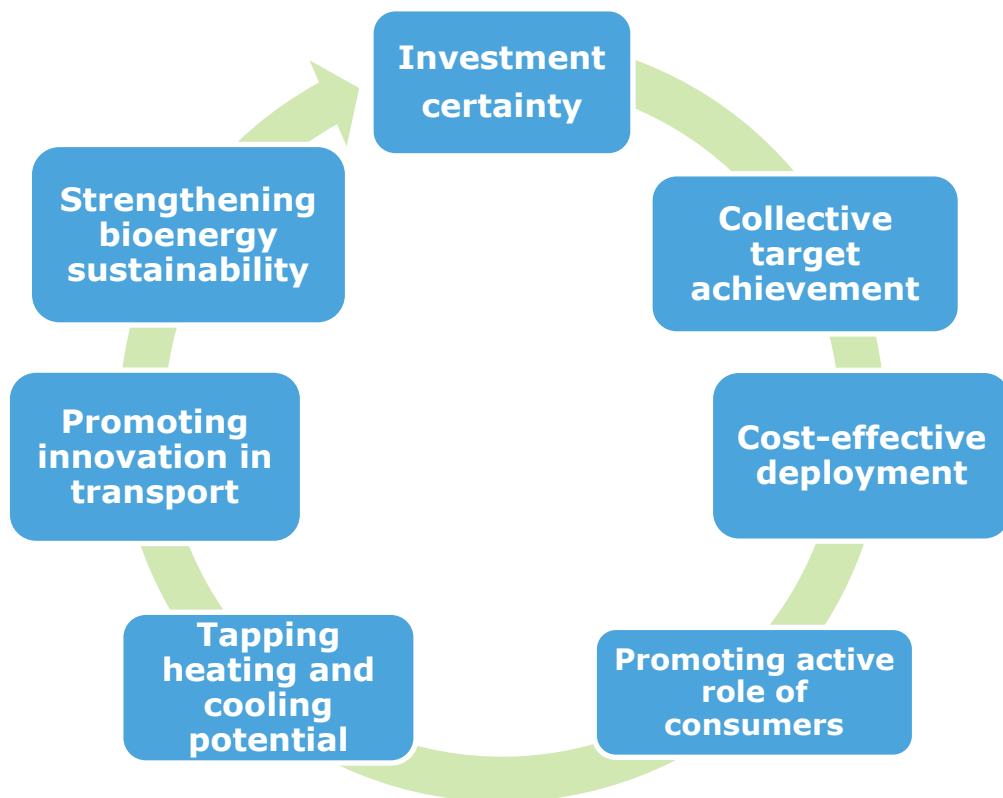 Investment
certainty
Collective
target
achievement
Cost-effective
deployment
Promoting active
role of
consumers
Tapping
heating and
cooling
potential
Promoting
innovation in
transport
Strengthening
bioenergy
sustainability